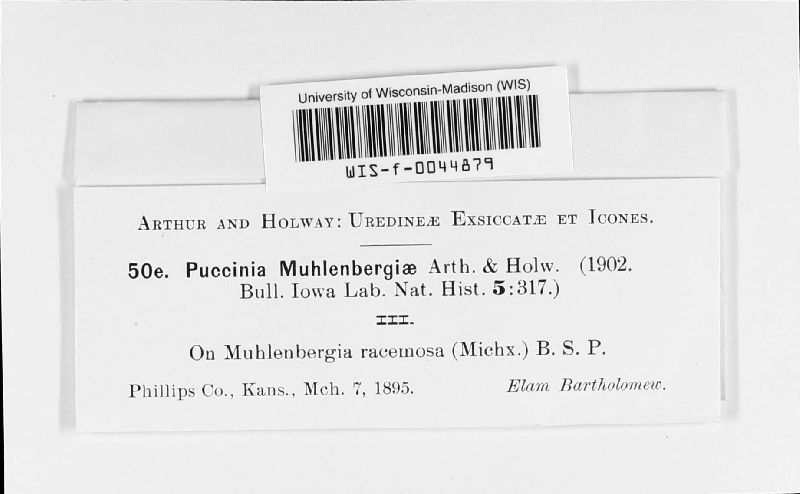 University of Wisconsin-Madison (WIS)
WIS-f-0044879
ARTHUR AND HOLWAY: UREDINEÆ EXSICCATÆ ET ICONES.
50e. Puccinia Muhlenbergiæ Arth. & Holw. (1902.
Bull. Iowa Lab. Nat. Hist. 5:317.)
III.
On Muhlenbergia racemosa (Michx.) B. S. P.
Phillips Co., Kans., Mch. 7, 1895. Elam Bartholomew.